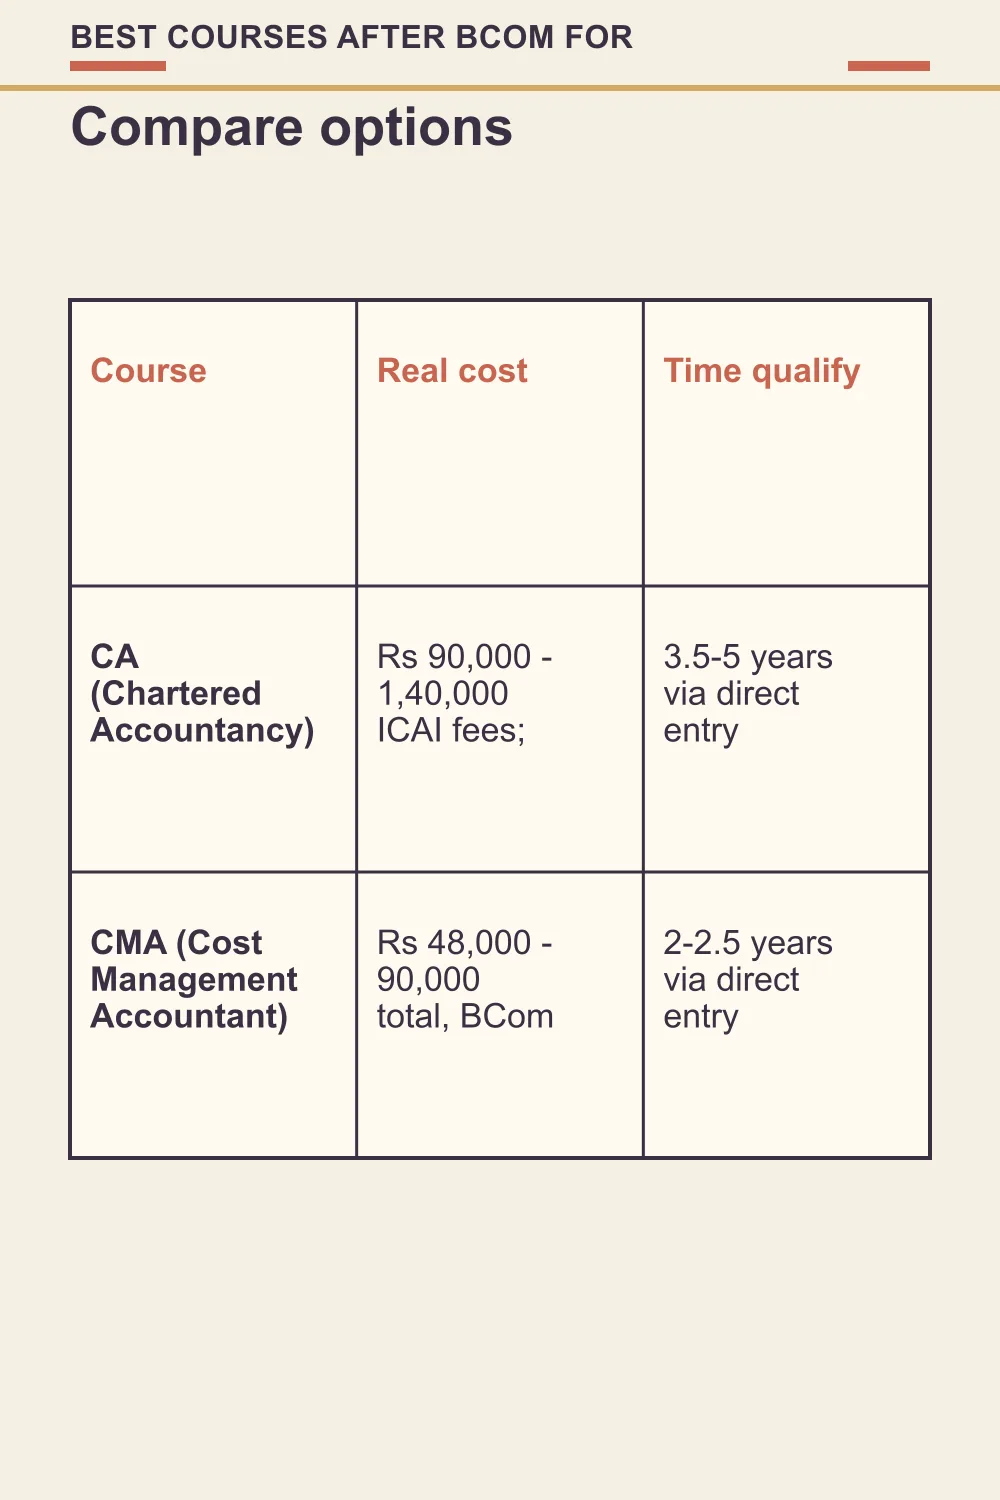 BEST COURSES AFTER BCOM FOR
Compare options
Course
Real cost
Time qualify
CA
(Chartered
Accountancy)
Rs 90,000 -
1,40,000
ICAI fees;
3.5-5 years
via direct
entry
CMA (Cost
Management
Accountant)
Rs 48,000 -
90,000
total, BCom
2-2.5 years
via direct
entry